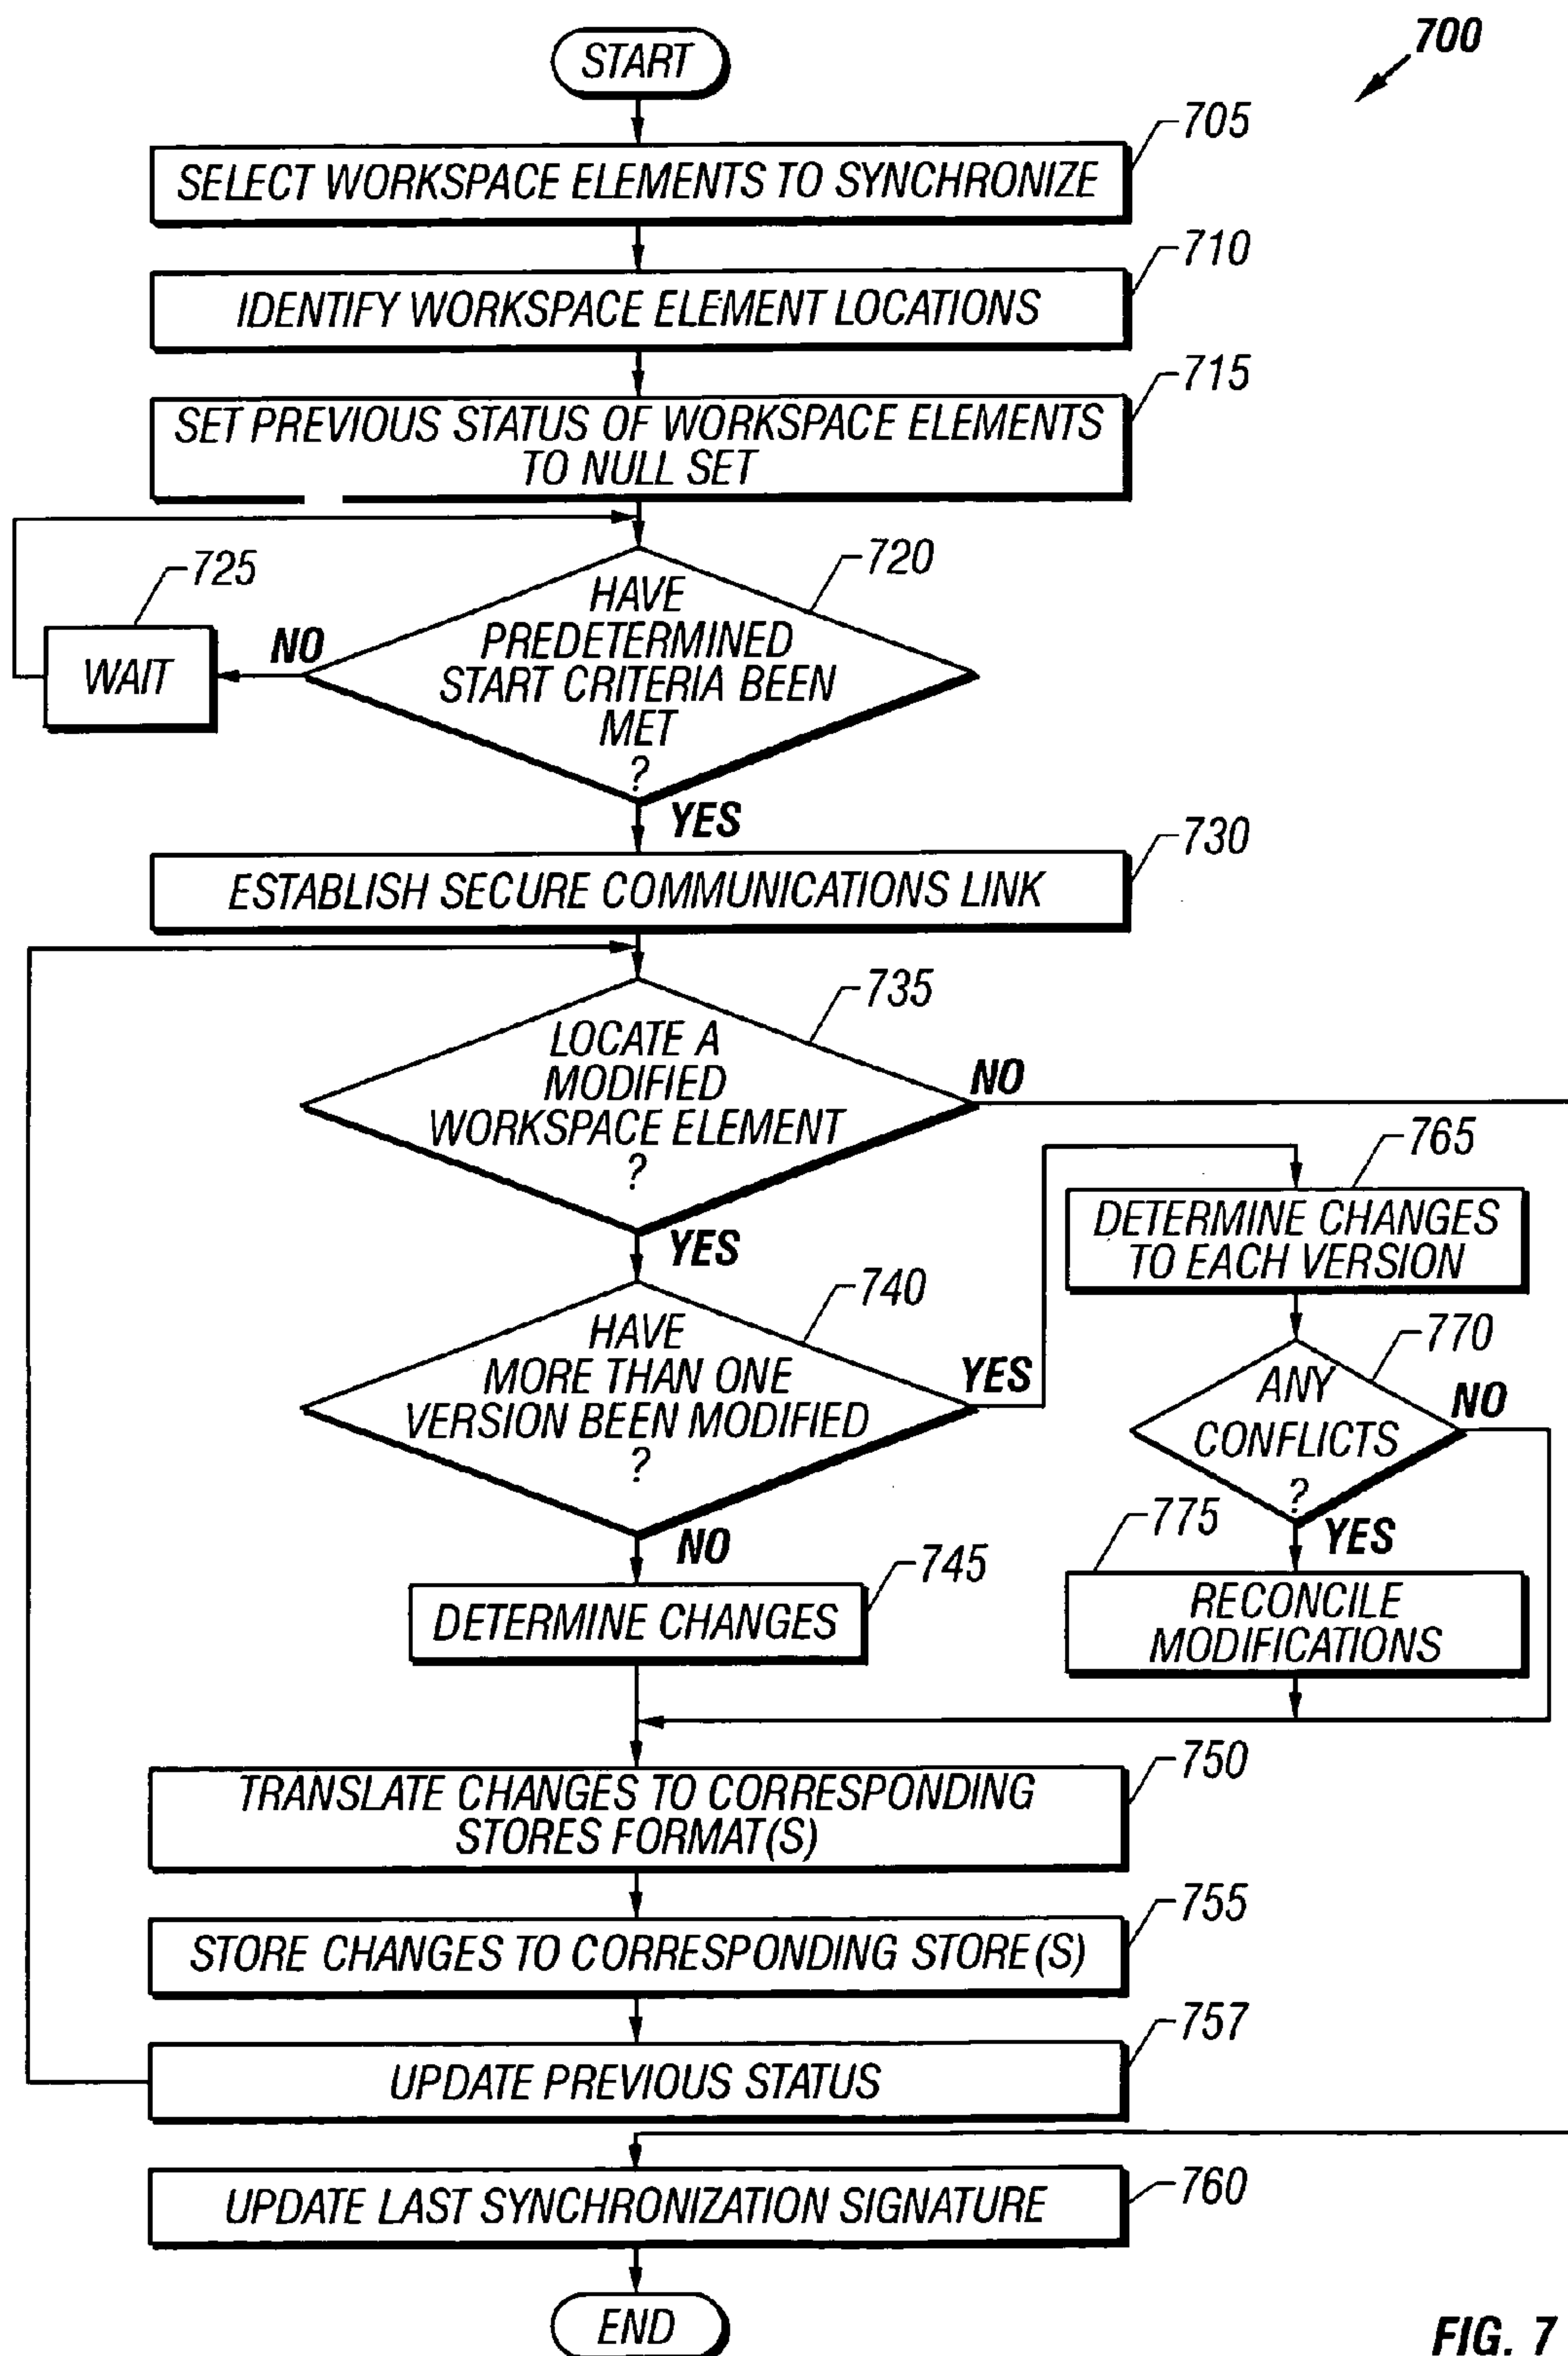 700
START
705
SELECT WORKSPACE ELEMENTS TO SYNCHRONIZE
710
IDENTIFY WORKSPACE ELEMENT LOCATIONS
715
SET PREVIOUS STATUS OF WORKSPACE ELEMENTS
TO NULL SET
720
HAVE
PREDETERMINED
START CRITERIA BEEN
MET
?
725
WAIT
NO
YES
730
ESTABLISH SECURE COMMUNICATIONS LINK
735
LOCATE A
MODIFIED
WORKSPACE ELEMENT
?
NO
YES
740
HAVE
MORE THAN ONE
VERSION BEEN MODIFIED
?
YES
NO
765
DETERMINE CHANGES
TO EACH VERSION
770
ANY
CONFLICTS
?
NO
YES
775
RECONCILE
MODIFICATIONS
745
DETERMINE CHANGES
750
TRANSLATE CHANGES TO CORRESPONDING
STORES FORMAT(S)
755
STORE CHANGES TO CORRESPONDING STORE(S)
757
UPDATE PREVIOUS STATUS
760
UPDATE LAST SYNCHRONIZATION SIGNATURE
END
FIG. 7